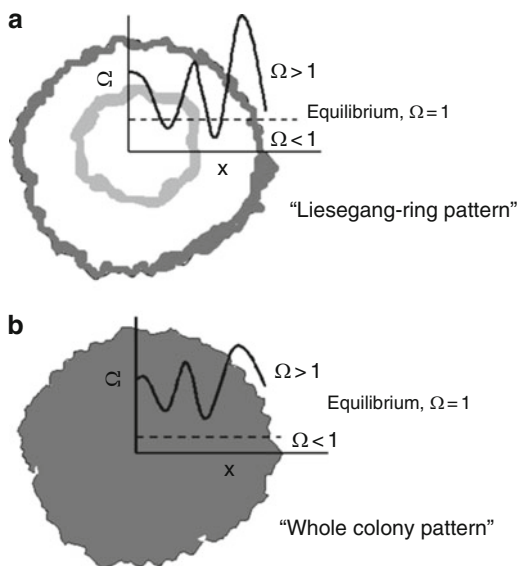 a
Ω
Ω > 1
Equilibrium, Ω = 1
Ω < 1
x
“Liesegang-ring pattern”
b
Ω
Ω > 1
Equilibrium, Ω = 1
Ω < 1
x
“Whole colony pattern”